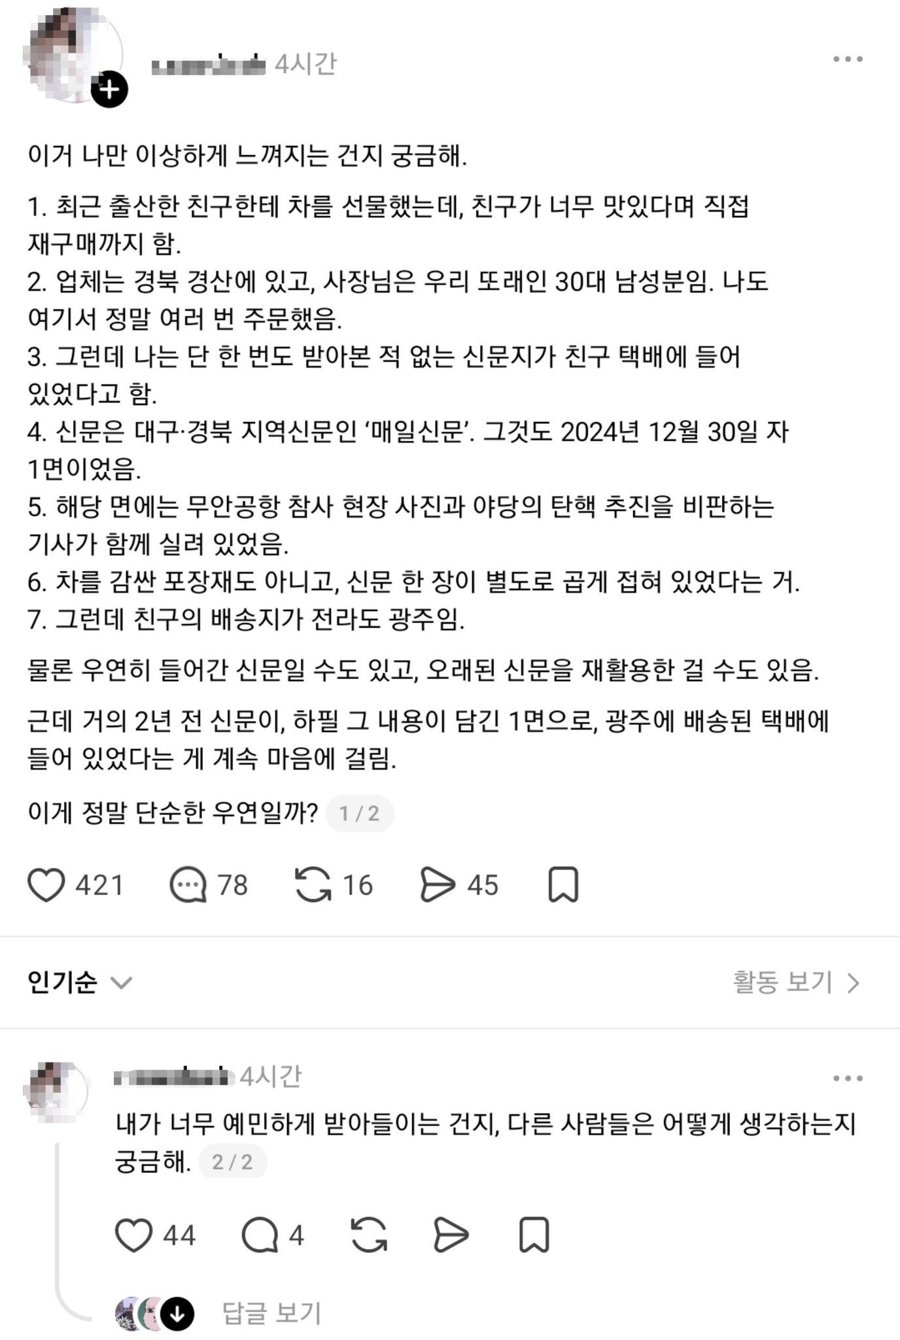 4시간
이거 나만 이상하게 느껴지는 건지 궁금해.
1. 최근 출산한 친구한테 차를 선물했는데, 친구가 너무 맛있다며 직접
재구매까지 함.
2. 업체는 경북 경산에 있고, 사장님은 우리 또래인 30대 남성분임. 나도
여기서 정말 여러 번 주문했음.
3. 그런데 나는 단 한 번도 받아본 적 없는 신문지가 친구 택배에 들어
있었다고 함.
4. 신문은 대구·경북 지역신문인 ‘매일신문’. 그것도 2024년 12월 30일 자
1면이었음.
5. 해당 면에는 무안공항 참사 현장 사진과 야당의 탄핵 추진을 비판하는
기사가 함께 실려 있었음.
6. 차를 감싼 포장재도 아니고, 신문 한 장이 별도로 곱게 접혀 있었다는 거.
7. 그런데 친구의 배송지가 전라도 광주임.
물론 우연히 들어간 신문일 수도 있고, 오래된 신문을 재활용한 걸 수도 있음.
근데 거의 2년 전 신문이, 하필 그 내용이 담긴 1면으로, 광주에 배송된 택배에
들어 있었다는 게 계속 마음에 걸림.
이게 정말 단순한 우연일까? 1 / 2
421 78 16 45
인기순 활동 보기
4시간
내가 너무 예민하게 받아들이는 건지, 다른 사람들은 어떻게 생각하는지
궁금해. 2 / 2
44 4
답글 보기